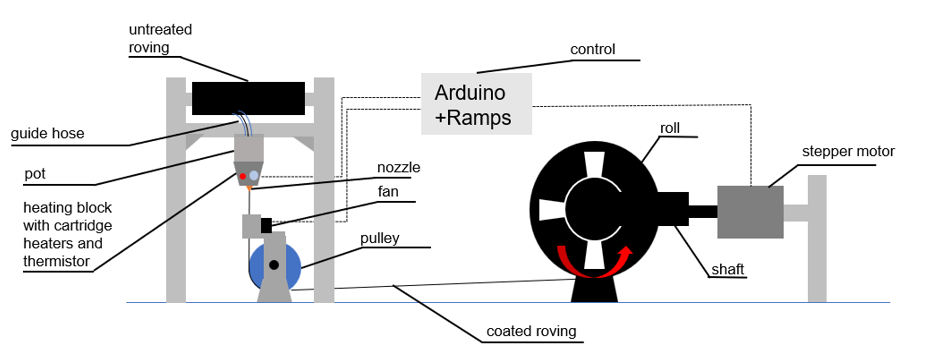 untreated
roving
control
Arduino
+Ramps
guide hose
roll
stepper motor
pot
nozzle
fan
heating block
with cartridge
heaters and
thermistor
pulley
shaft
coated roving